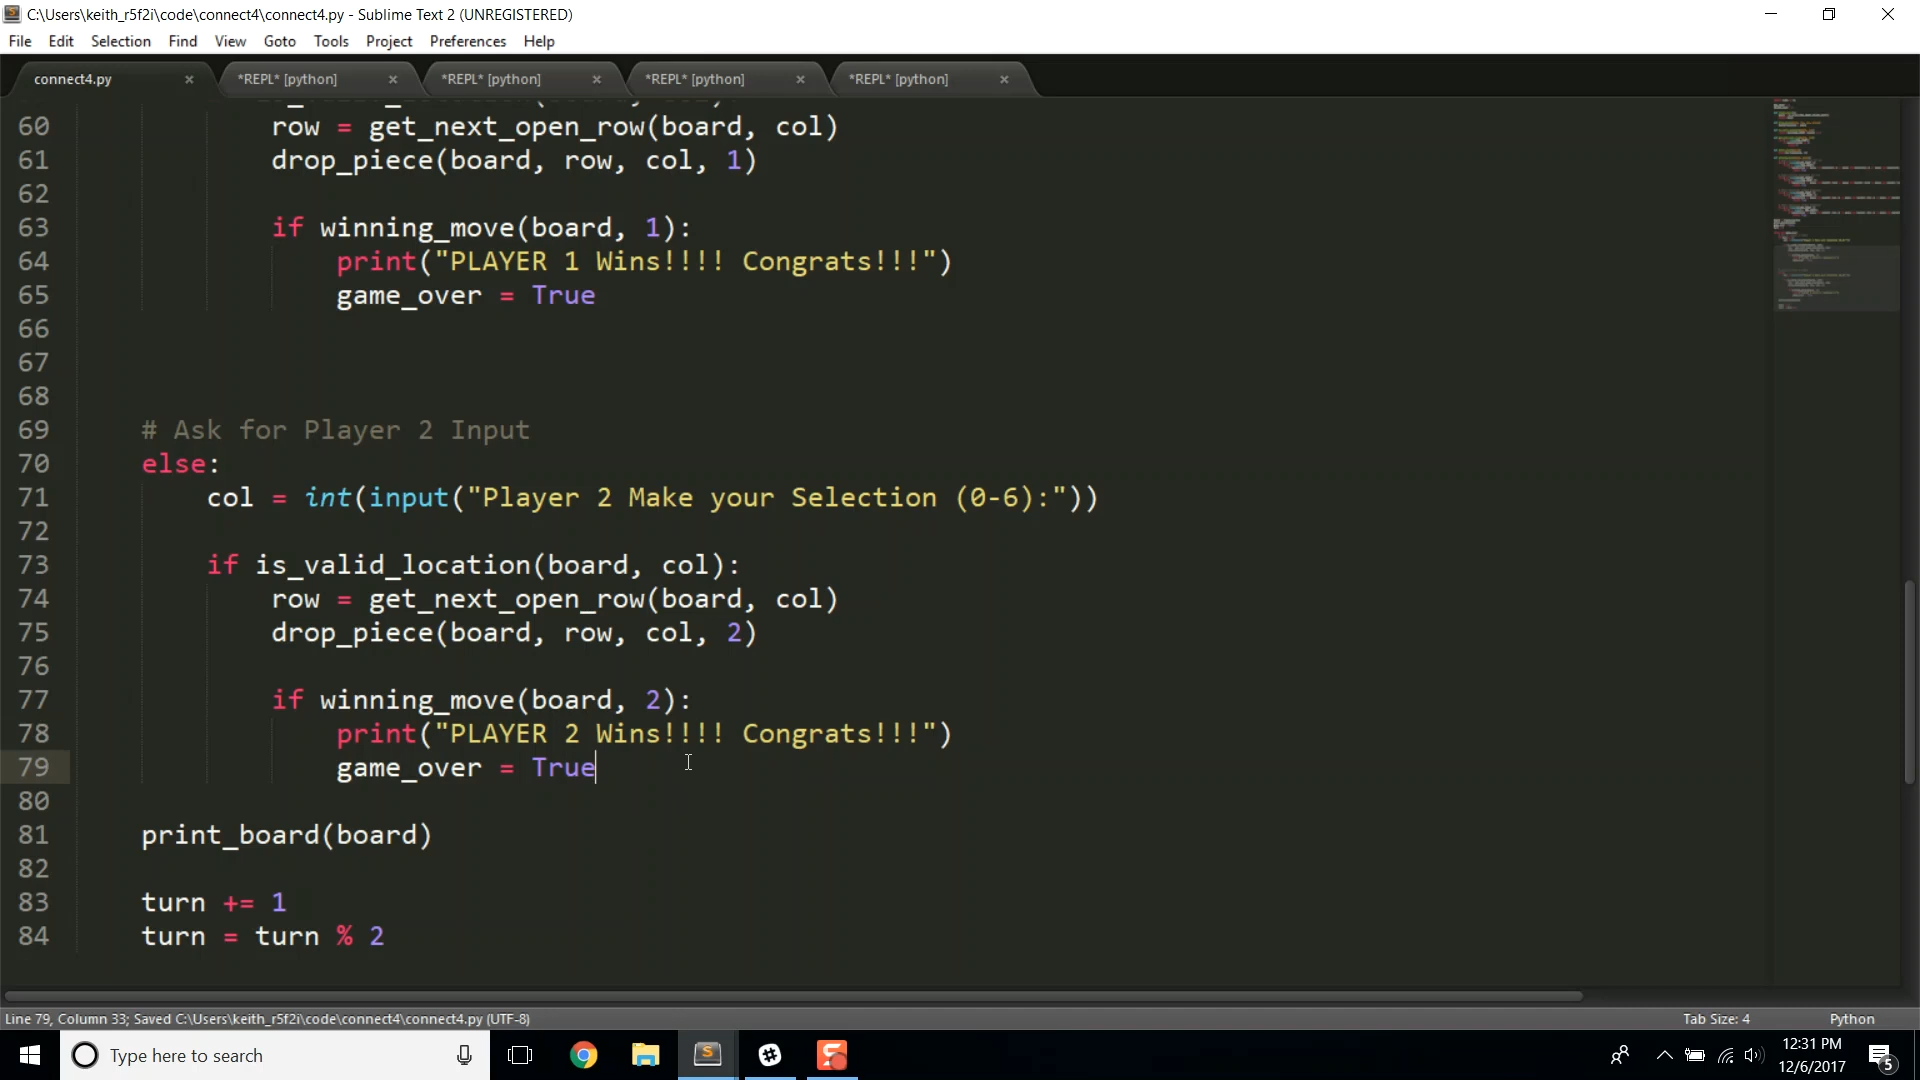 C:\Users\keith_r5f2i\code\connect4\connect4.py - Sublime Text 2 (UNREGISTERED)
File Edit Selection Find View Goto Tools Project Preferences Help
connect4.py × *REPL* [python] × *REPL* [python] × *REPL* [python] × *REPL* [python] ×
60 row = get_next_open_row(board, col)
61 drop_piece(board, row, col, 1)
62
63 if winning_move(board, 1):
64 print("PLAYER 1 Wins!!!! Congrats!!!")
65 game_over = True
66
67
68
69 # Ask for Player 2 Input
70 else:
71 col = int(input("Player 2 Make your Selection (0-6):"))
72
73 if is_valid_location(board, col):
74 row = get_next_open_row(board, col)
75 drop_piece(board, row, col, 2)
76
77 if winning_move(board, 2):
78 print("PLAYER 2 Wins!!!! Congrats!!!")
79 game_over = True
80
81 print_board(board)
82
83 turn += 1
84 turn = turn % 2
Line 79, Column 33; Saved C:\Users\keith_r5f2i\code\connect4\connect4.py (UTF-8) Tab Size: 4 Python
Type here to search
12:31 PM
12/6/2017
5